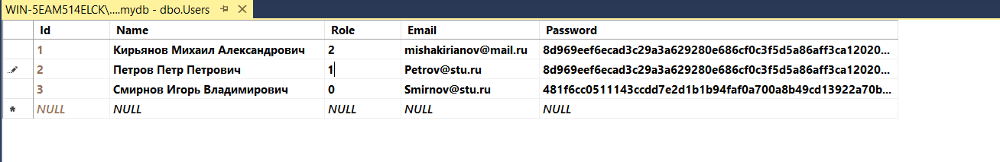 WIN-5EAM514ELCK\....mydb - dbo.Users
Id Name Role Email Password
1 Кирьянов Михаил Александрович 2 mishakirianov@mail.ru 8d969eef6ecad3c29a3a629280e686cf0c3f5d5a86aff3ca12020...
2 Петров Петр Петрович 1 Petrov@stu.ru 8d969eef6ecad3c29a3a629280e686cf0c3f5d5a86aff3ca12020...
3 Смирнов Игорь Владимирович 0 Smirnov@stu.ru 481f6cc0511143ccdd7e2d1b1b94faf0a700a8b49cd13922a70b...
* NULL NULL NULL NULL NULL